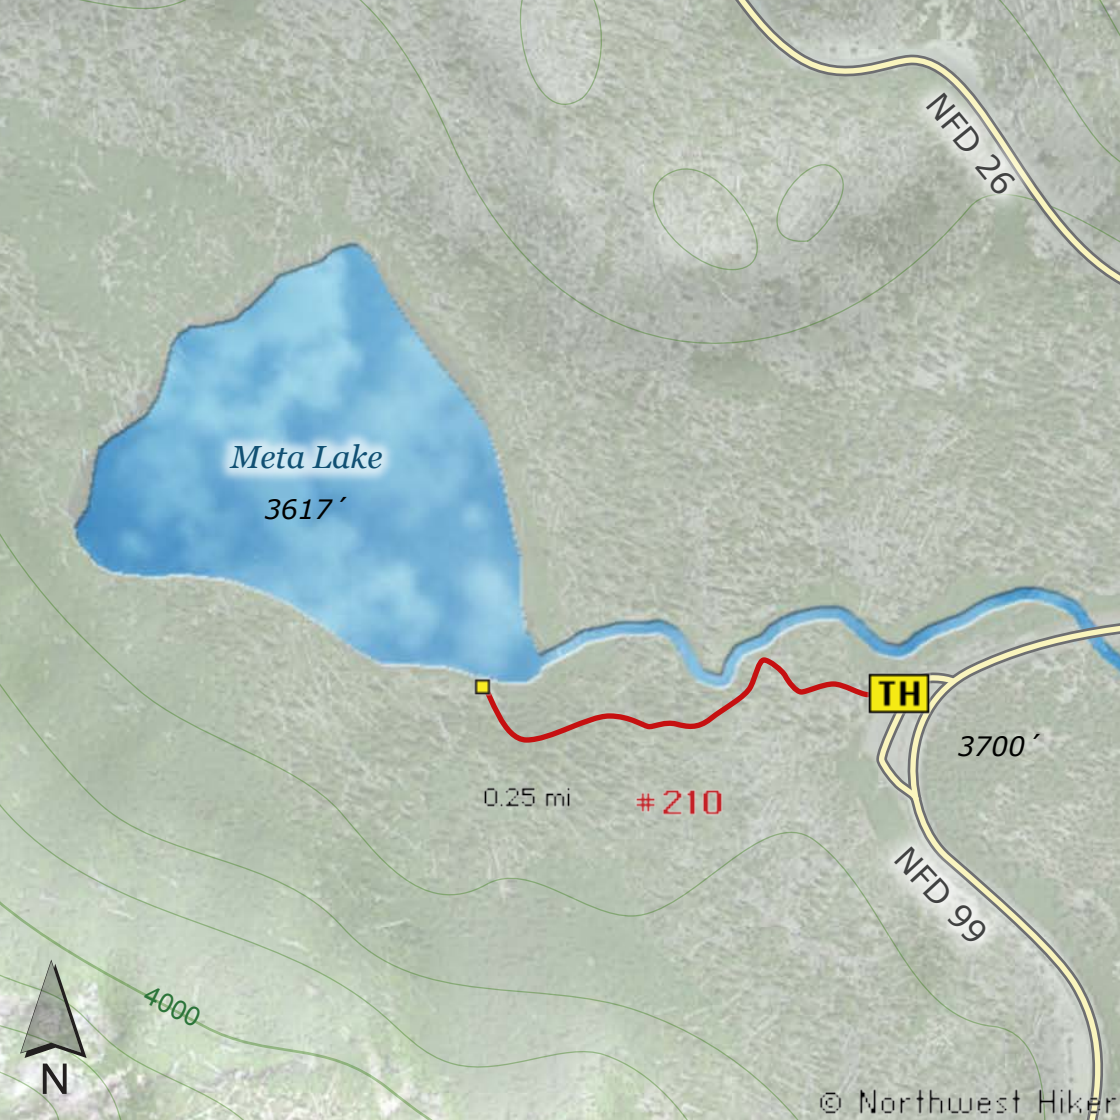 NFD 26
Meta Lake
3617´
TH
3700´
0.25 mi
# 210
NFD 99
4000
N
© Northwest Hiker